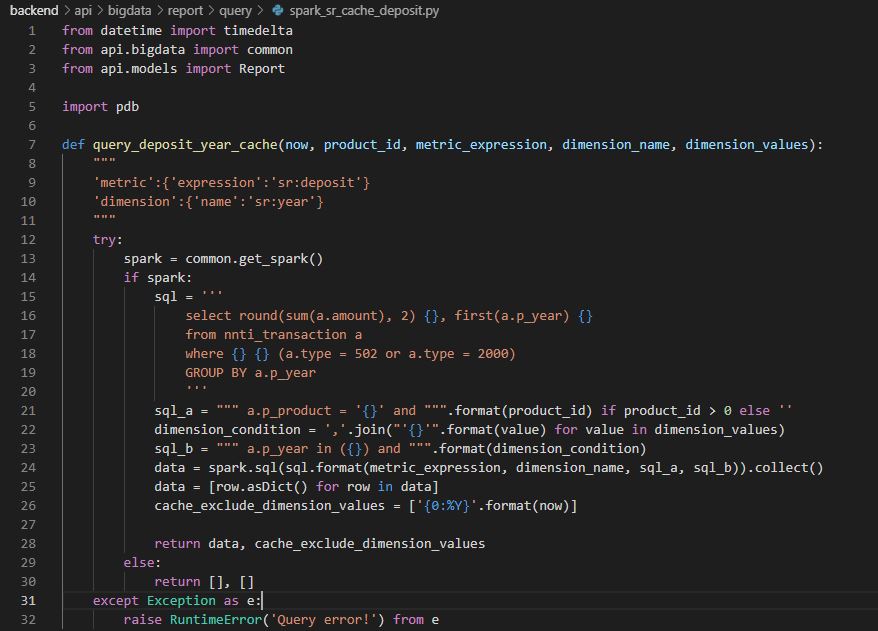 backend > api > bigdata > report > query > spark_sr_cache_deposit.py
1 from datetime import timedelta
2 from api.bigdata import common
3 from api.models import Report
4
5 import pdb
6
7 def query_deposit_year_cache(now, product_id, metric_expression, dimension_name, dimension_values):
8     """
9     'metric':{'expression':'sr:deposit'}
10     'dimension':{'name':'sr:year'}
11     """
12     try:
13         spark = common.get_spark()
14         if spark:
15             sql = '''
16                 select round(sum(a.amount), 2) {}, first(a.p_year) {}
17                 from nnti_transaction a
18                 where {} {} (a.type = 502 or a.type = 2000)
19                 GROUP BY a.p_year
20                 '''
21             sql_a = """ a.p_product = '{}' and """.format(product_id) if product_id > 0 else ''
22             dimension_condition = ','.join("'{}'".format(value) for value in dimension_values)
23             sql_b = """ a.p_year in ({}) and """.format(dimension_condition)
24             data = spark.sql(sql.format(metric_expression, dimension_name, sql_a, sql_b)).collect()
25             data = [row.asDict() for row in data]
26             cache_exclude_dimension_values = ['{0:%Y}'.format(now)]
27
28             return data, cache_exclude_dimension_values
29         else:
30             return [], []
31     except Exception as e:
32         raise RuntimeError('Query error!') from e